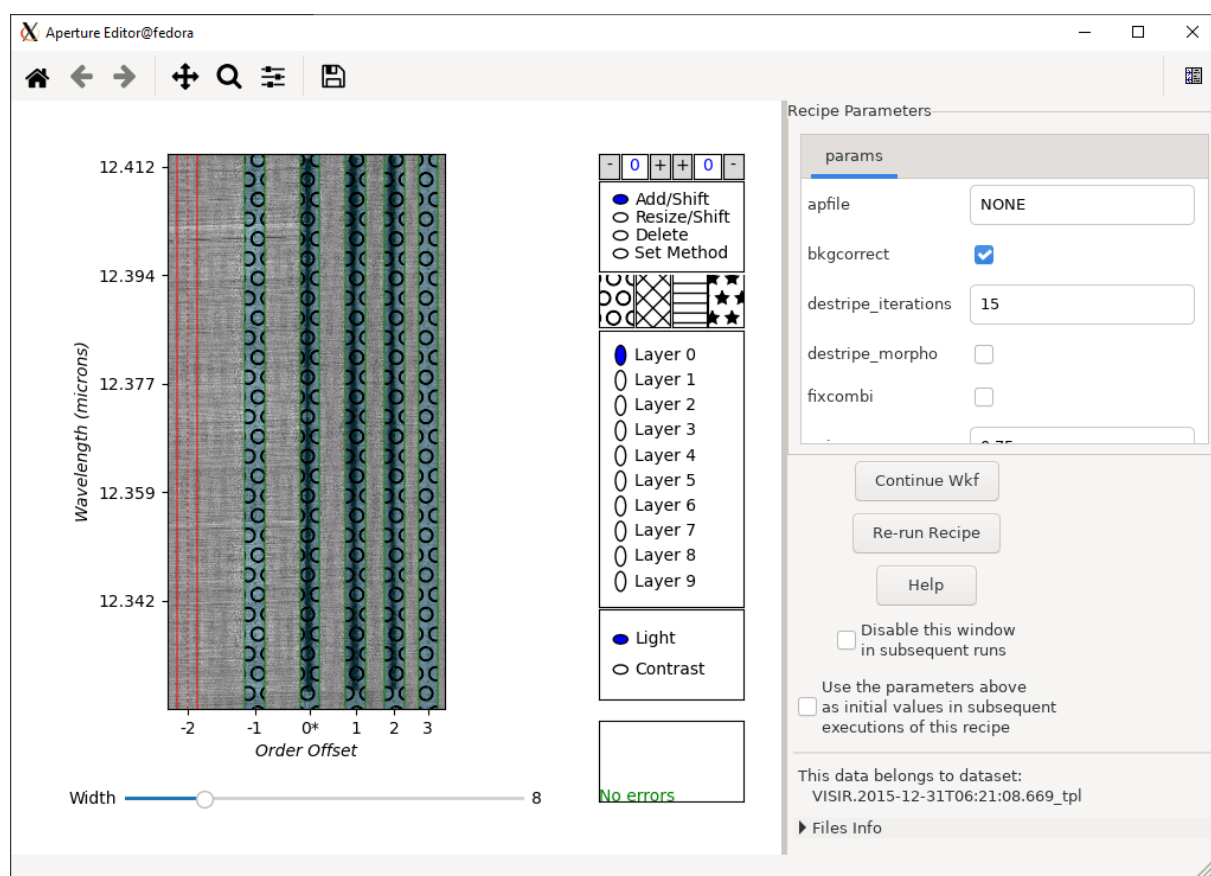 Aperture Editor@fedora
Recipe Parameters
params
apfile NONE
bkgcorrect
destripe_iterations 15
destripe_morpho
fixcombi
12.412
12.394
12.377
12.359
12.342
Wavelength (microns)
-2 -1 0* 1 2 3
Order Offset
Width 8
- 0 + + 0 -
Add/Shift
Resize/Shift
Delete
Set Method
Layer 0
Layer 1
Layer 2
Layer 3
Layer 4
Layer 5
Layer 6
Layer 7
Layer 8
Layer 9
Light
Contrast
No errors
Continue Wkf
Re-run Recipe
Help
Disable this window
in subsequent runs
Use the parameters above
as initial values in subsequent
executions of this recipe
This data belongs to dataset:
VISIR.2015-12-31T06:21:08.669_tpl
Files Info